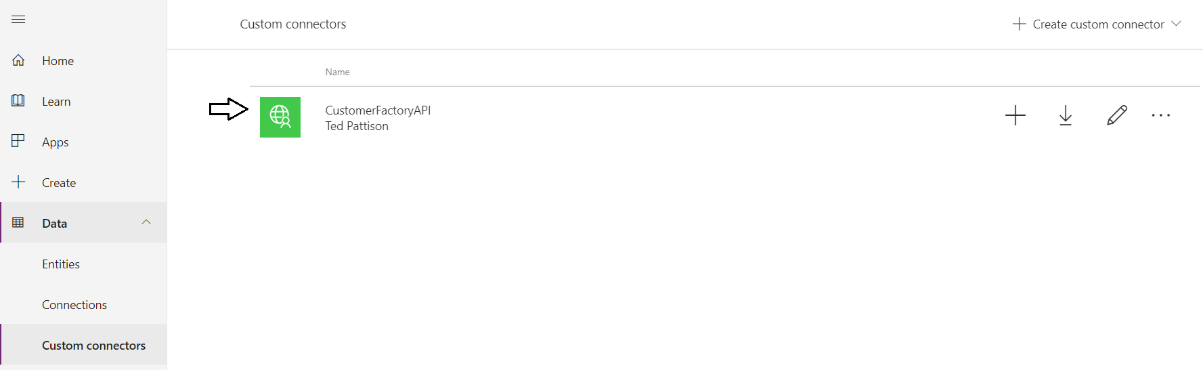 Custom connectors
Create custom connector
Home
Learn
Apps
Create
Data
Entities
Connections
Custom connectors
Name
CustomerFactoryAPI
Ted Pattison